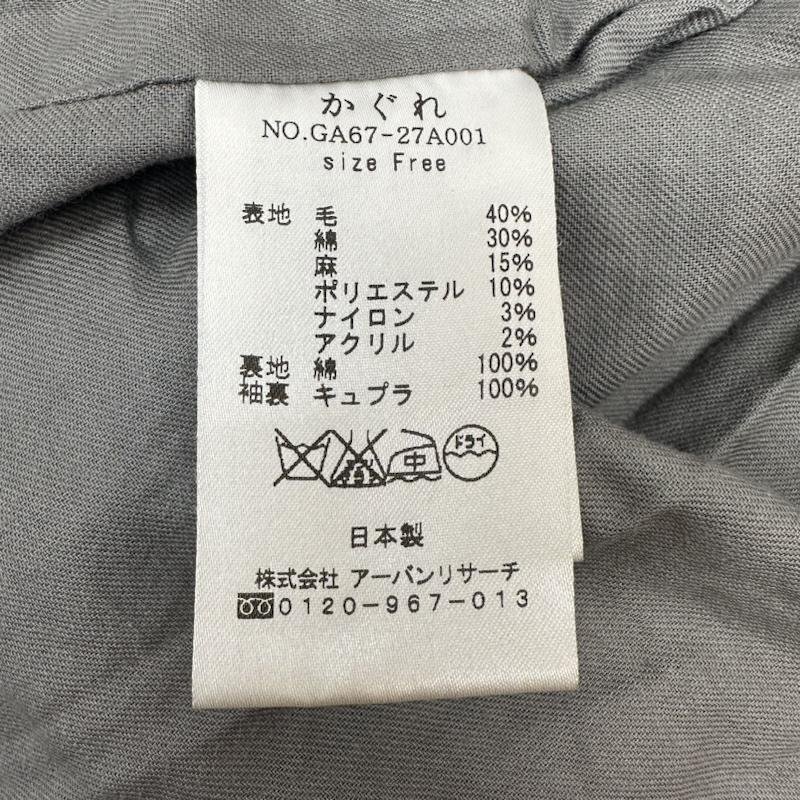 かぐれ
NO.GA67-27A001
size Free
表地 毛 40%
綿 30%
麻 15%
ポリエステル 10%
ナイロン 3%
アクリル 2%
裏地 綿 100%
袖裏 キュプラ 100%
中 ドライ
日本製
株式会社 アーバンリサーチ
0120-967-013